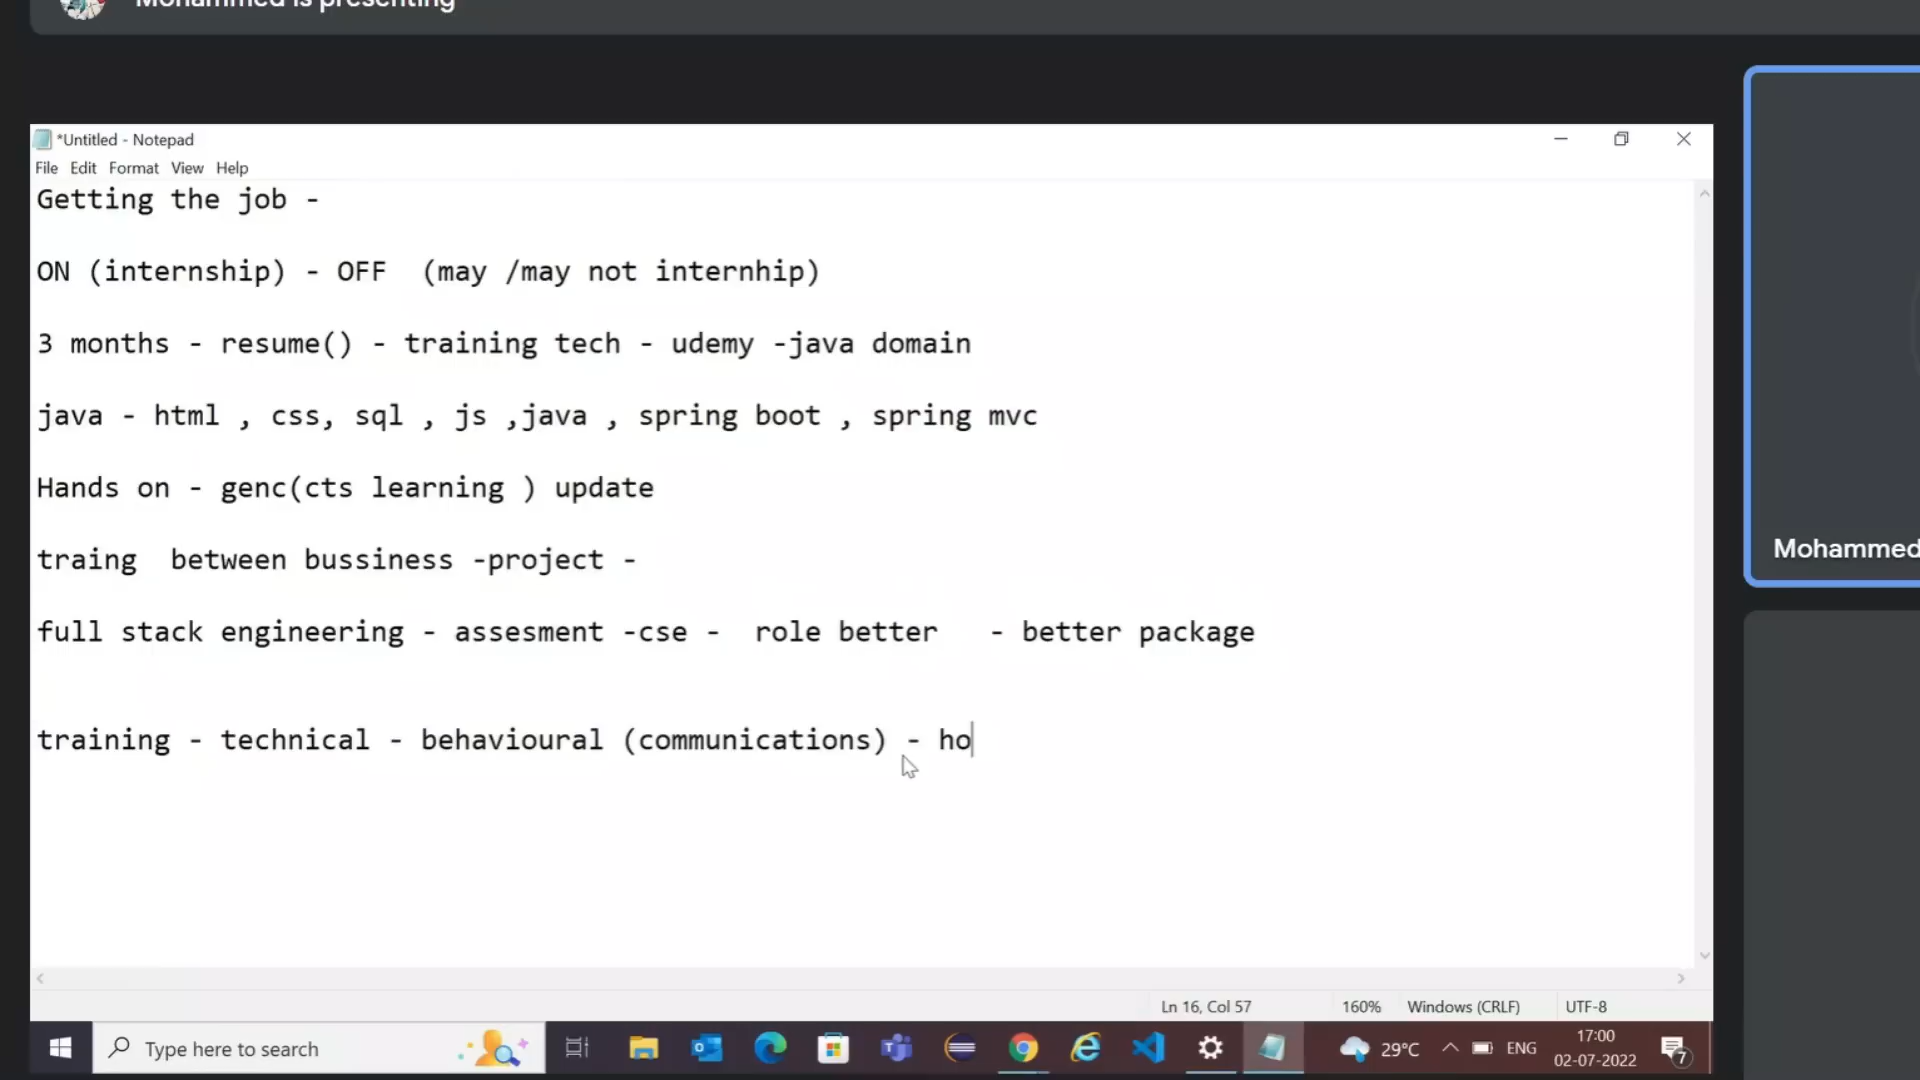 Mohammed is presenting
*Untitled - Notepad
File Edit Format View Help
Getting the job -
ON (internship) - OFF  (may /may not internhip)
3 months - resume() - training tech - udemy -java domain
java - html , css, sql , js ,java , spring boot , spring mvc
Hands on - genc(cts learning ) update
traing  between bussiness -project -
full stack engineering - assesment -cse -  role better   - better package
training - technical - behavioural (communications) - ho
Mohammed
Ln 16, Col 57 160% Windows (CRLF) UTF-8
Type here to search 29°C ENG 17:00
02-07-2022 7